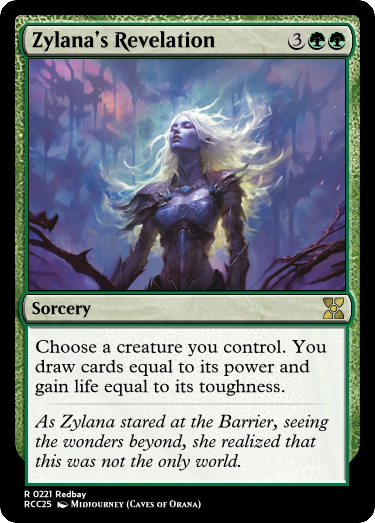 Zylana's Revelation 3
Sorcery
Choose a creature you control. You
draw cards equal to its power and
gain life equal to its toughness.
As Zylana stared at the Barrier, seeing
the wonders beyond, she realized that
this was not the only world.
R 0221 Redbay
RCC25 Midjourney (Caves of Orana)